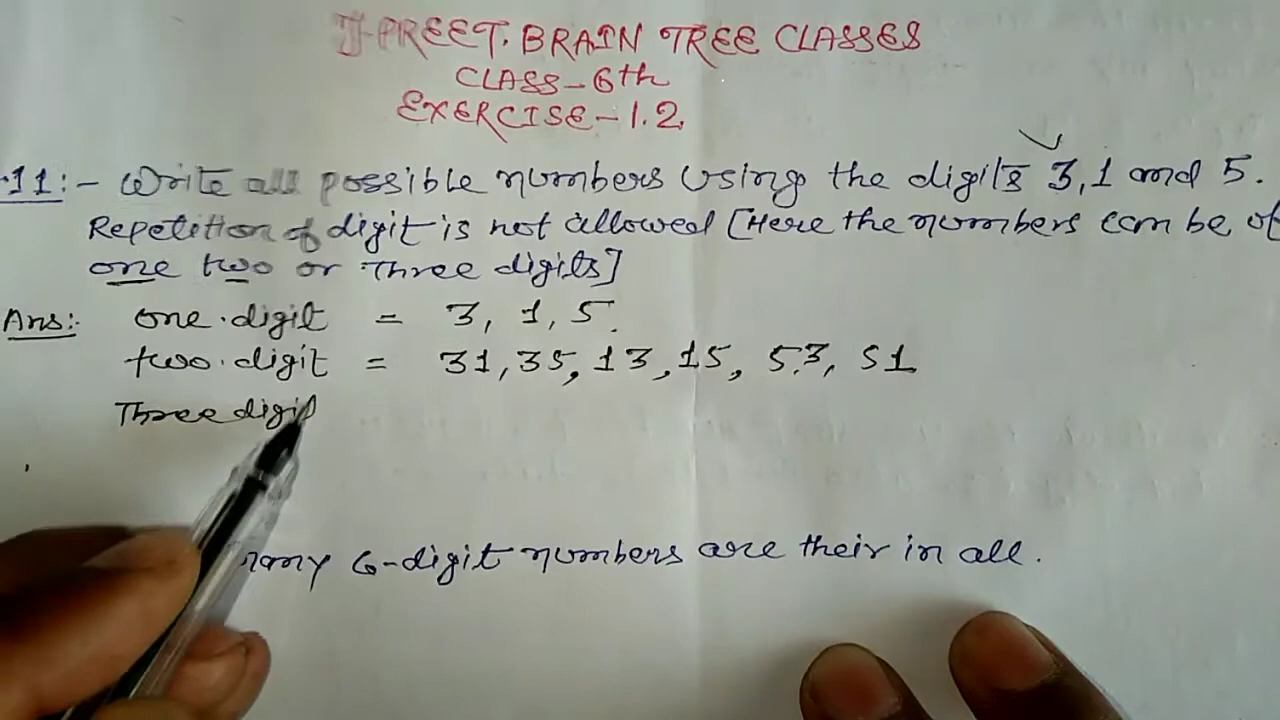 J-PREET. BRAIN TREE CLASSES
CLASS-6th
EXERCISE-1.2.
11:- Write all possible numbers Using the digits 3,1 and 5.
Repetition of digit is not allowed [Here the numbers can be of
one two or Three digits]
Ans:. one.digit = 3, 1, 5.
two.digit = 31, 35, 13, 15, 53, 51
Three digit
many 6-digit numbers are their in all.